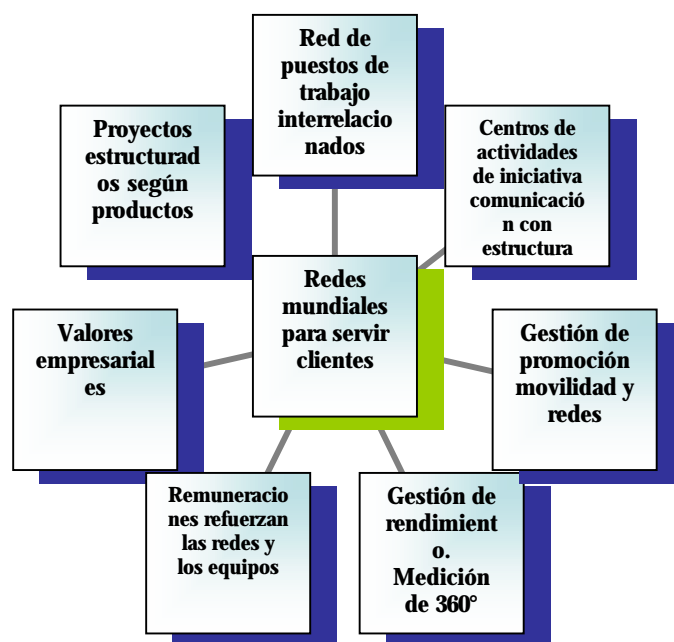 Red de
puestos de
trabajo
interrelacio
nados
Proyectos
estructurad
os según
productos
Centros de
actividades
de iniciativa
comunicació
n con
estructura
Redes
mundiales
para servir
clientes
Valores
empresarial
es
Gestión de
promoción
movilidad y
redes
Remuneracio
nes refuerzan
las redes y
los equipos
Gestión de
rendimient
o.
Medición
de 360°